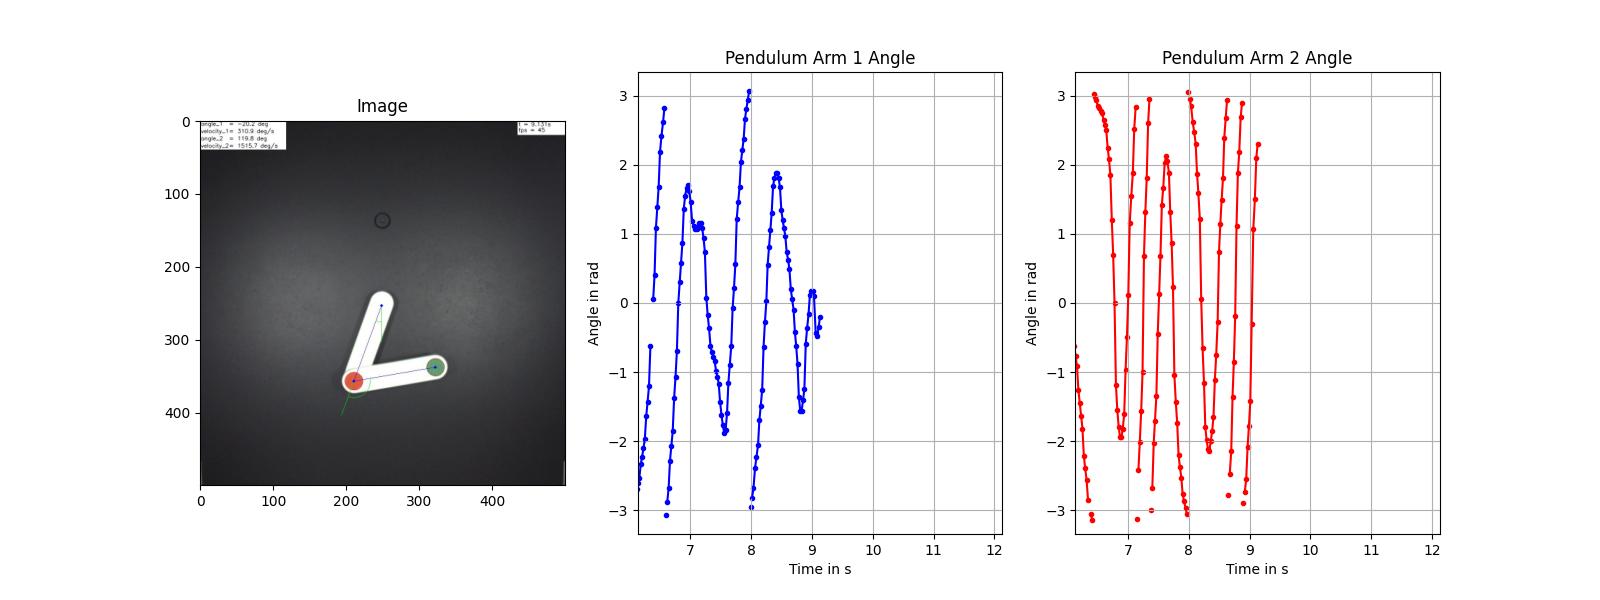 Image
angle_1 = -20.2 deg
velocity_1= 310.9 deg/s
angle_2 = 119.8 deg
velocity_2= 1515.7 deg/s
t = 9.131s
fps = 45
0
100
200
300
400
0 100 200 300 400
Pendulum Arm 1 Angle
Angle in rad
3
2
1
0
−1
−2
−3
7 8 9 10 11 12
Time in s
Pendulum Arm 2 Angle
Angle in rad
3
2
1
0
−1
−2
−3
7 8 9 10 11 12
Time in s